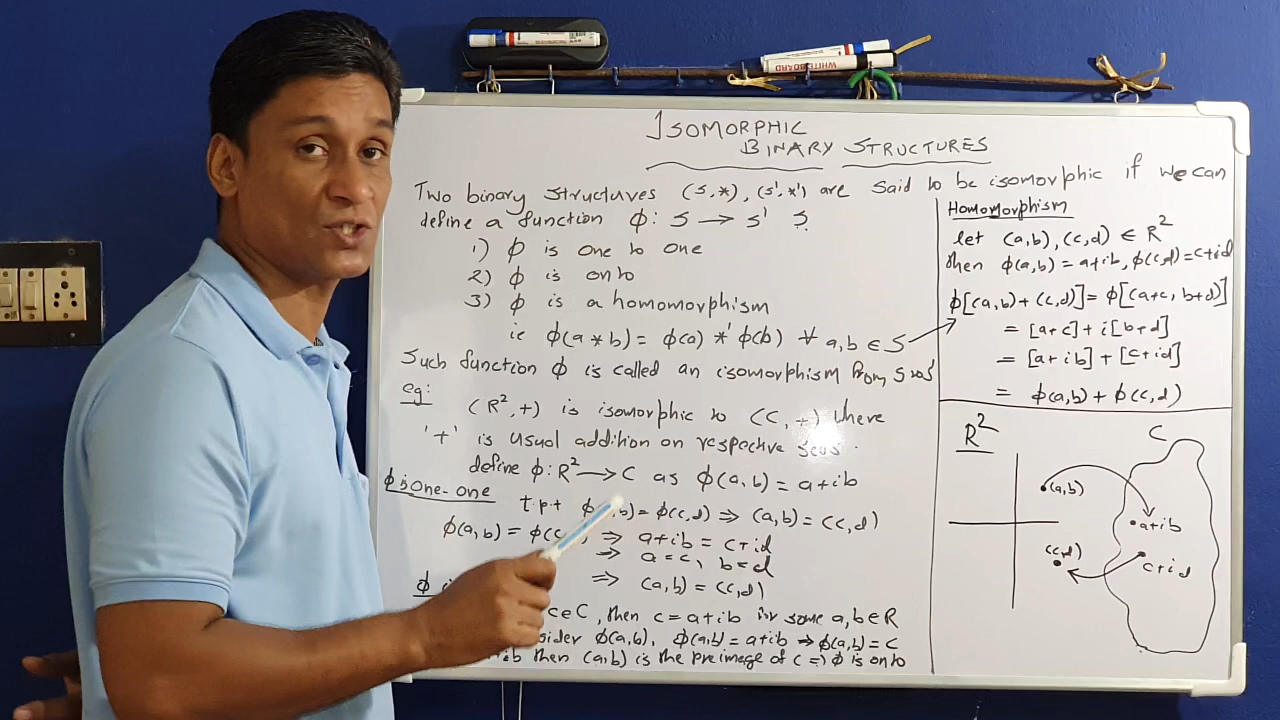 ISOMORPHIC
BINARY STRUCTURES
Two binary structures (S,*), (S',*') are said to be isomorphic if we can
define a function ϕ: S → S' ∋
1) ϕ is one to one
2) ϕ is onto
3) ϕ is a homomorphism
ie ϕ(a*b) = ϕ(a) *' ϕ(b) ∀ a,b ∈ S
Such function ϕ is called an isomorphism from S to S'
eg:
(R², +) is isomorphic to (C, +) where
'+' is usual addition on respective sets.
define ϕ: R² → C as ϕ(a,b) = a+ib
ϕ is One-one
t.p.t ϕ(a,b) = ϕ(c,d) ⇒ (a,b) = (c,d)
ϕ(a,b) = ϕ(c ⇒ a+ib = c+id
⇒ a=c, b=d
⇒ (a,b) = (c,d)
ϕ
c∈C, then c = a+ib for some a,b∈R
ϕ(a,b), ϕ(a,b) = a+ib ⇒ ϕ(a,b) = c
then (a,b) is the preimage of c ⇒ ϕ is onto
Homomorphism
let (a,b), (c,d) ∈ R²
then ϕ(a,b) = a+ib, ϕ(c,d) = c+id
ϕ[(a,b)+(c,d)] = ϕ[(a+c, b+d)]
= [a+c] + i[b+d]
= [a+ib] + [c+id]
= ϕ(a,b) + ϕ(c,d)
R²
C
(a,b)
a+ib
(c,d)
c+id
WHITEBOARD